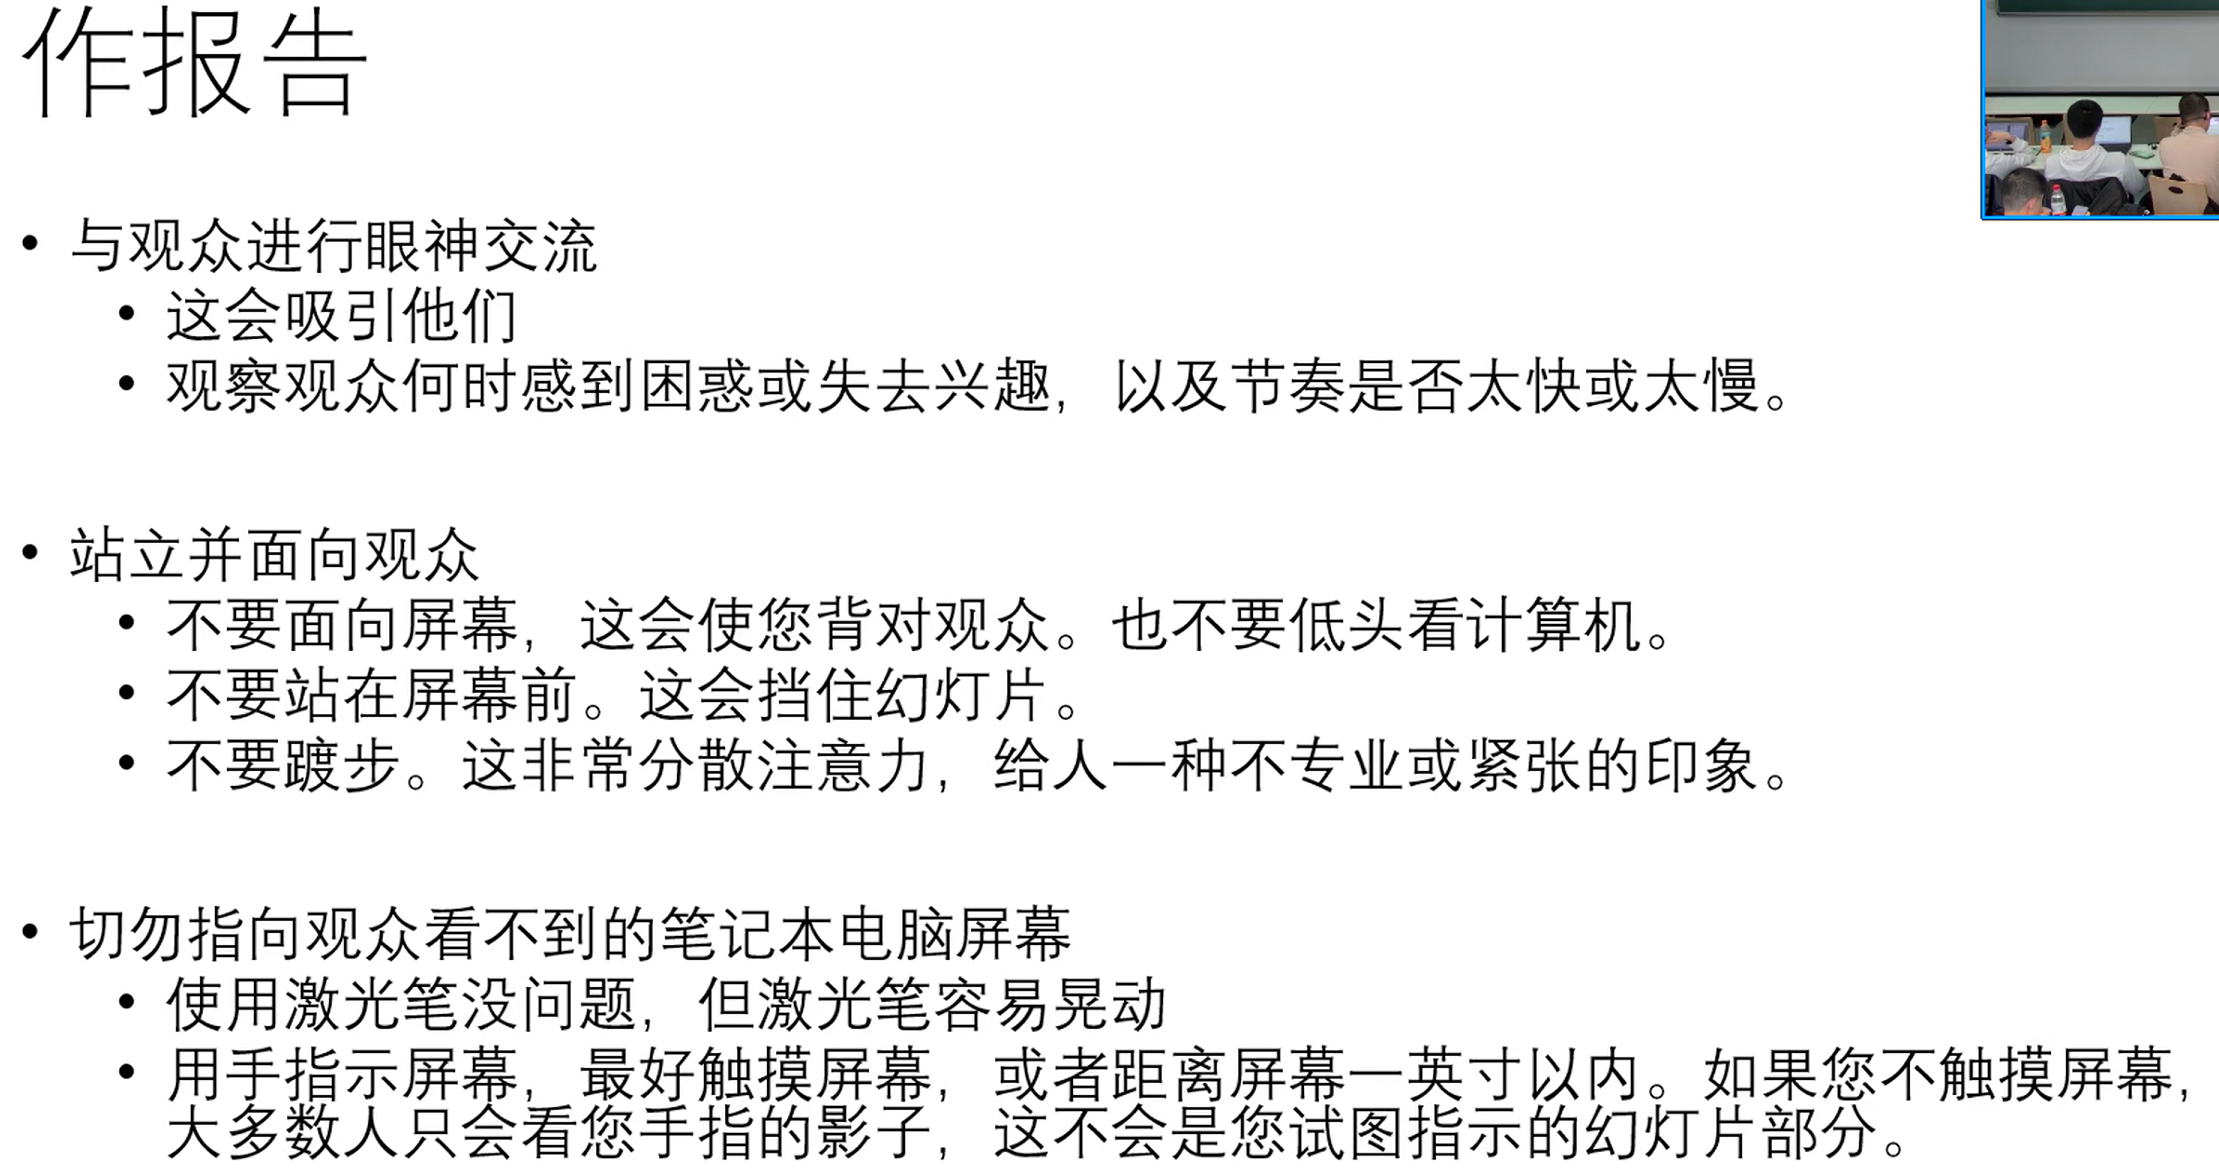 作报告
• 与观众进行眼神交流
• 这会吸引他们
• 观察观众何时感到困惑或失去兴趣，以及节奏是否太快或太慢。
• 站立并面向观众
• 不要面向屏幕，这会使您背对观众。也不要低头看计算机。
• 不要站在屏幕前。这会挡住幻灯片。
• 不要踱步。这非常分散注意力，给人一种不专业或紧张的印象。
• 切勿指向观众看不到的笔记本电脑屏幕
• 使用激光笔没问题，但激光笔容易晃动
• 用手指示屏幕，最好触摸屏幕，或者距离屏幕一英寸以内。如果您不触摸屏幕，
大多数人只会看您手指的影子，这不会是您试图指示的幻灯片部分。